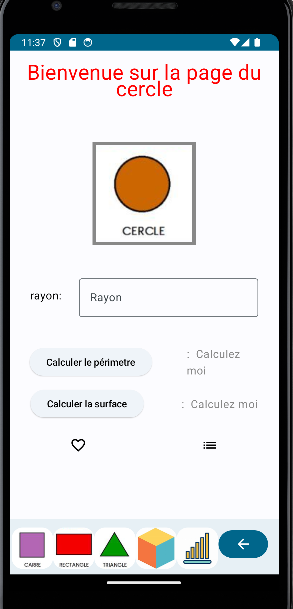 11:37
Bienvenue sur la page du
cercle
CERCLE
rayon:
Rayon
Calculer le périmetre
: Calculez
moi
Calculer la surface
: Calculez moi
CARRE
RECTANGLE
TRIANGLE